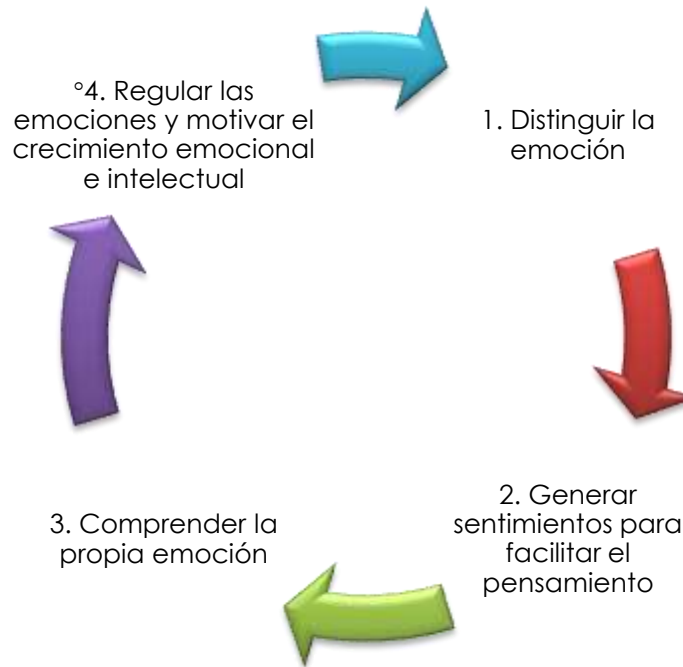 °4. Regular las
emociones y motivar el
crecimiento emocional
e intelectual
1. Distinguir la
emoción
2. Generar
sentimientos para
facilitar el
pensamiento
3. Comprender la
propia emoción